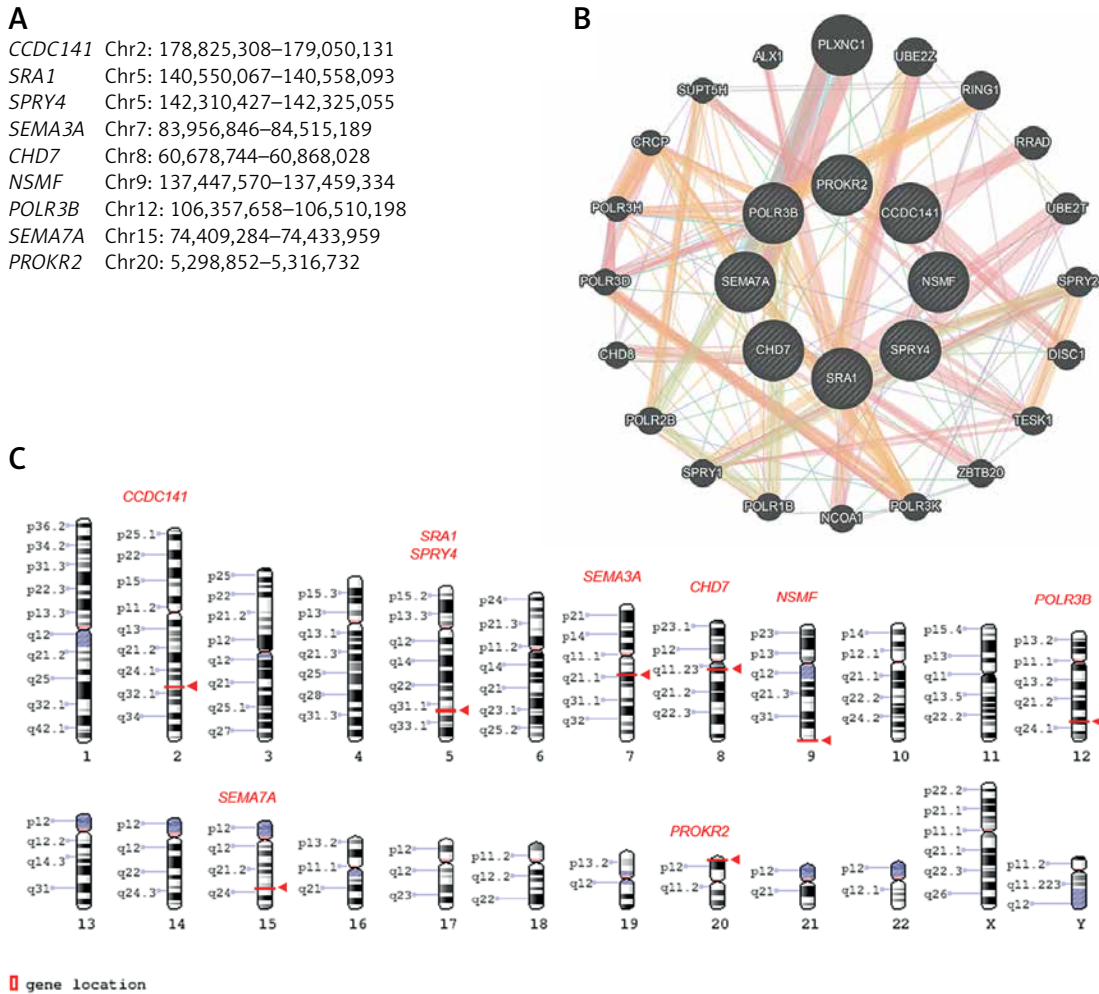 A
CCDC141 Chr2: 178,825,308–179,050,131
SRA1 Chr5: 140,550,067–140,558,093
SPRY4 Chr5: 142,310,427–142,325,055
SEMA3A Chr7: 83,956,846–84,515,189
CHD7 Chr8: 60,678,744–60,868,028
NSMF Chr9: 137,447,570–137,459,334
POLR3B Chr12: 106,357,658–106,510,198
SEMA7A Chr15: 74,409,284–74,433,959
PROKR2 Chr20: 5,298,852–5,316,732
B
PLXNC1
ALX1
UBE2Z
SUPT5H
RING1
CRCP
RRAD
PROKR2
POLR3H
POLR3B
CCDC141
UBE2T
POLR3D
SEMA7A
NSMF
SPRY2
CHD8
CHD7
SPRY4
DISC1
SRA1
POLR2B
TESK1
SPRY1
ZBTB20
POLR1B
NCOA1
POLR3K
C
CCDC141
SRA1
SPRY4
SEMA3A
CHD7
NSMF
POLR3B
p36.2
p34.2
p31.3
p22.3
p13.3
q12
q21.2
q25
q32.1
q42.1
1
p25.1
p22
p15
p11.2
q13
q21.2
q24.1
q32.1
q34
2
p25
p22
p21.2
p12
q12
q21
q25.1
q27
3
p15.3
p13
q13.1
q21
q25
q28
q31.3
4
p15.2
p13.3
q12
q14
q22
q31.1
q33.1
5
p24
p21.3
p11.2
q14
q23.1
q25.2
6
p21
p14
q11.1
q21.1
q31.1
q32
7
p23.1
p12
q11.23
q21.2
q22.3
8
p23
p13
q12
q21.3
q31
9
p14
p12.1
q21.1
q22.2
q24.2
10
p15.4
p13
q11
q13.5
q22.2
11
p13.2
p11.1
q13.2
q21.2
q24.1
12
SEMA7A
PROKR2
p12
q12.2
q14.3
q31
13
p12
q12
q22
q24.3
14
p12
q12
q21.2
q24
15
p13.2
p11.1
q21
16
p12
q12
q23
17
p11.2
q12.2
q22
18
p13.2
q12
19
p12
q11.2
20
p12
q21
21
p12
q12.1
22
p22.2
p21.1
p11.1
q21.1
q21.3
q22.3
q26
X
p11.2
q11.223
q12
Y
gene location